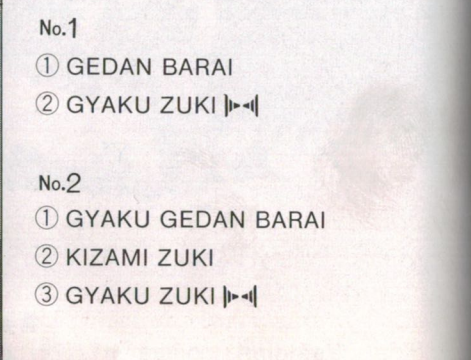 No.1
① GEDAN BARAI
② GYAKU ZUKI
No.2
① GYAKU GEDAN BARAI
② KIZAMI ZUKI
③ GYAKU ZUKI